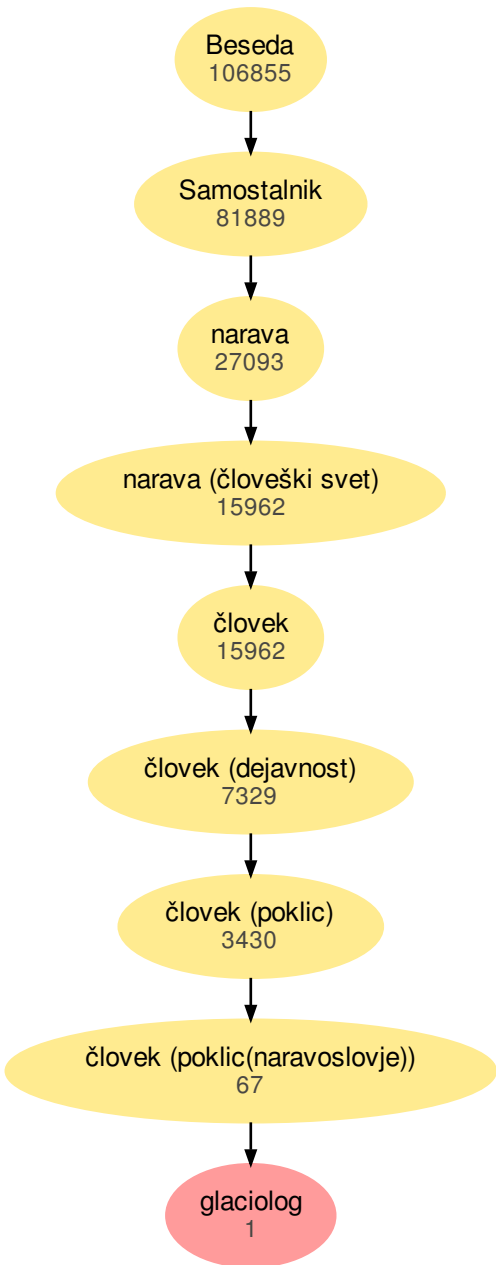 Beseda
106855
Samostalnik
81889
narava
27093
narava (človeški svet)
15962
človek
15962
človek (dejavnost)
7329
človek (poklic)
3430
človek (poklic(naravoslovje))
67
glaciolog
1